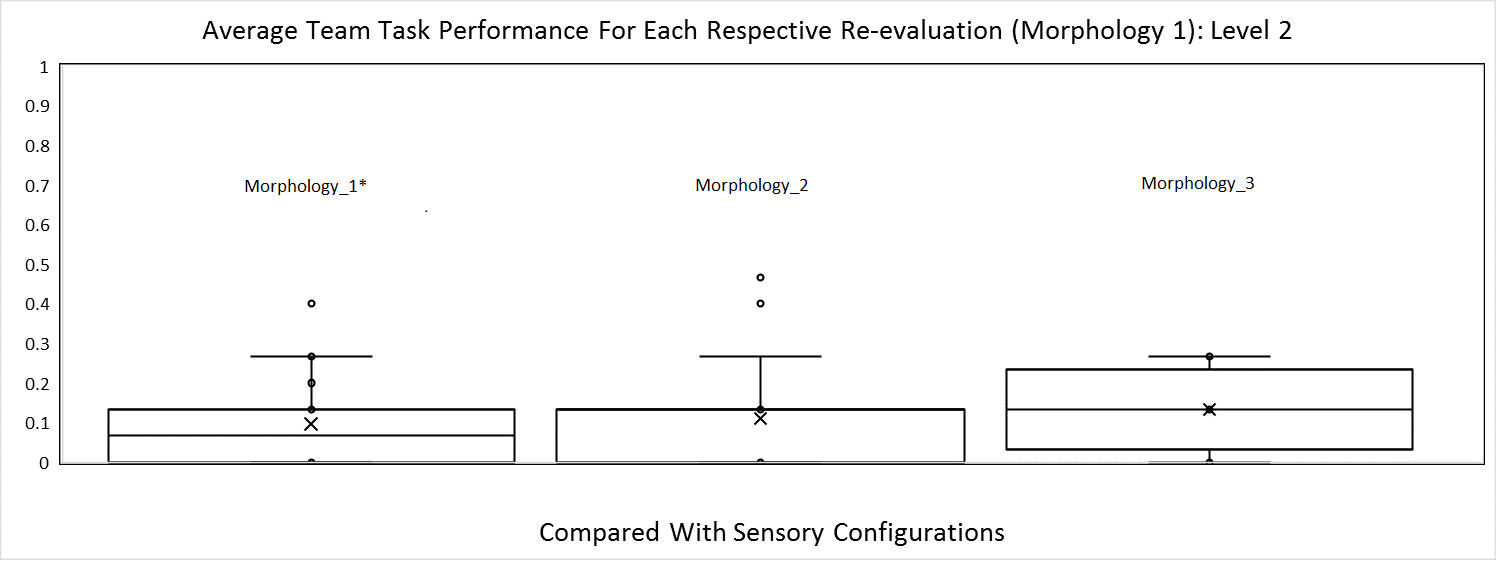 Average Team Task Performance For Each Respective Re-evaluation (Morphology 1): Level 2
1
0.9
0.8
0.7
0.6
0.5
0.4
0.3
0.2
0.1
0
Morphology_1*
Morphology_2
Morphology_3
Compared With Sensory Configurations